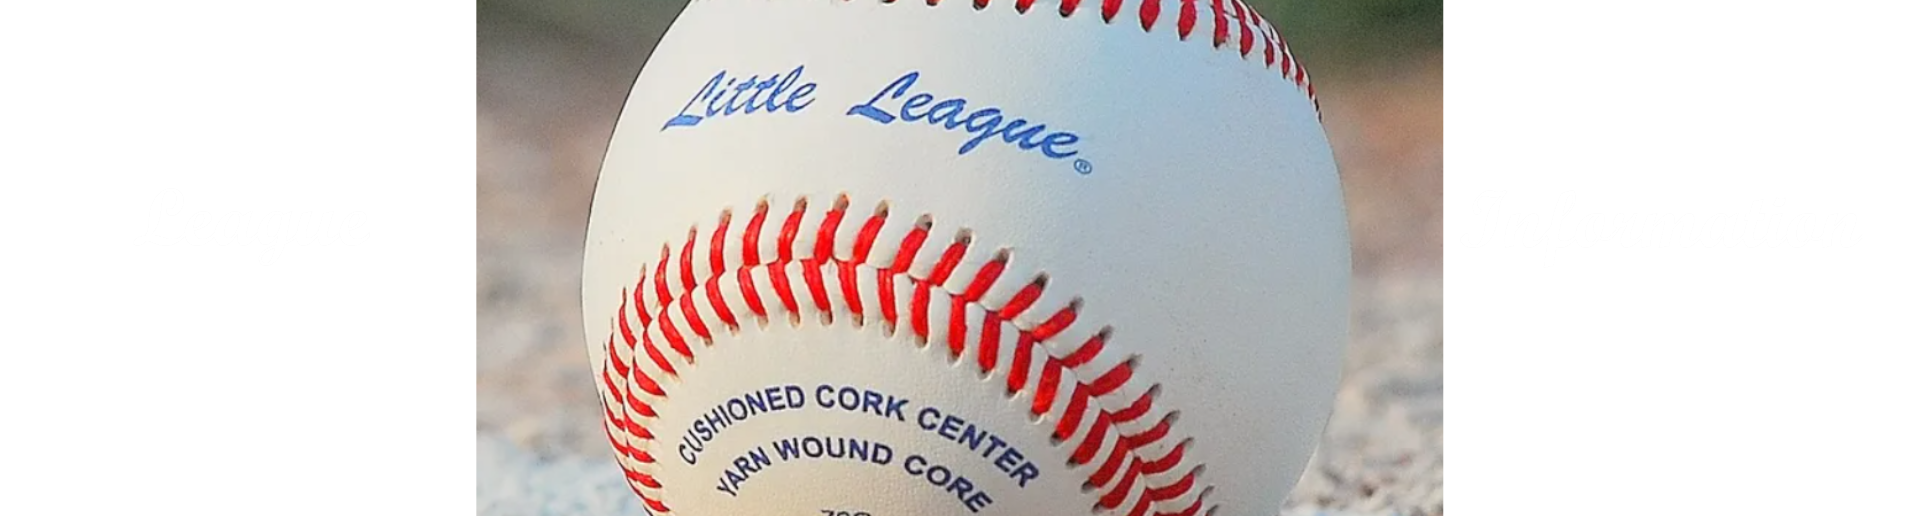 Little League®
CUSHIONED CORK CENTER
YARN WOUND CORE